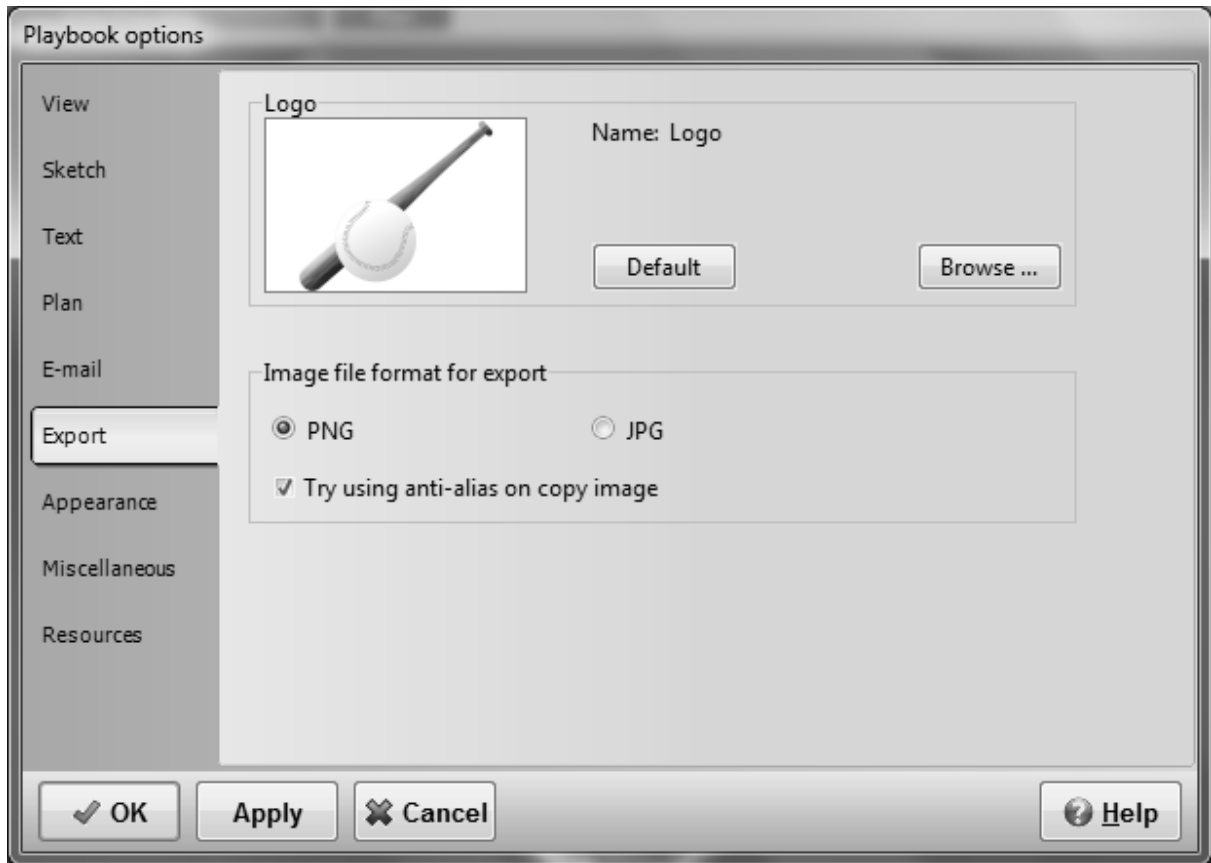 Playbook options
View
Sketch
Text
Plan
E-mail
Export
Appearance
Miscellaneous
Resources
Logo
Name: Logo
Default
Browse ...
Image file format for export
PNG
JPG
Try using anti-alias on copy image
OK
Apply
Cancel
Help